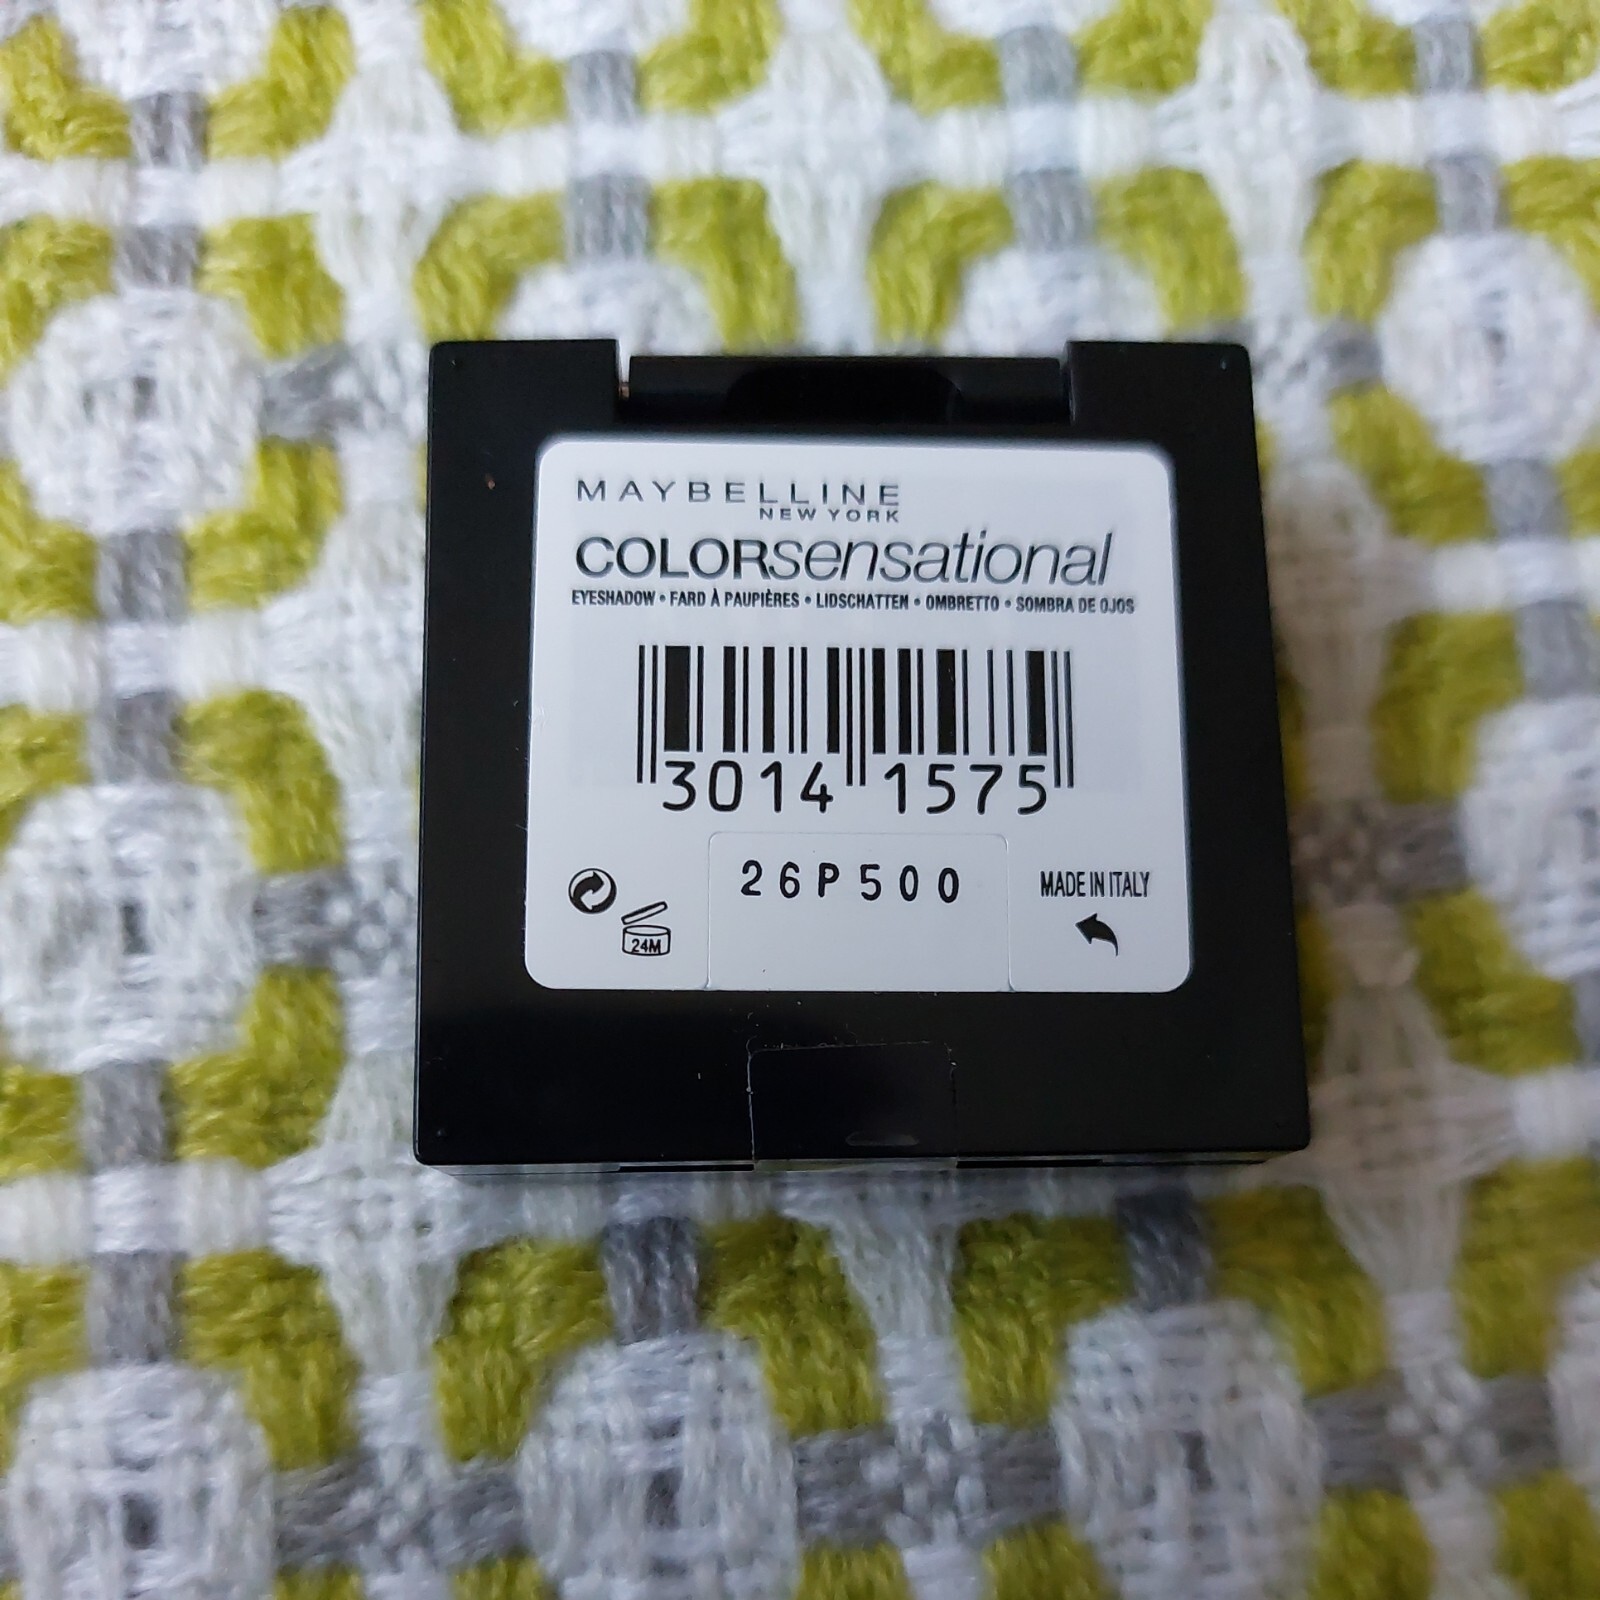 MAYBELLINE
NEW YORK
COLORsensational
EYESHADOW • FARD À PAUPIÈRES • LIDSCHATTEN • OMBRETTO • SOMBRA DE OJOS
3014 1575
26P500
MADE IN ITALY
24M